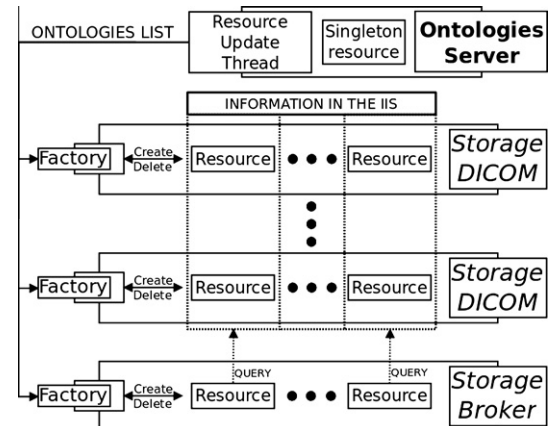 ONTOLOGIES LIST
Resource
Update
Thread
Singleton
resource
Ontologies
Server
INFORMATION IN THE IIS
Factory
Create
Delete
Resource
Resource
Storage
DICOM
Factory
Create
Delete
Resource
Resource
Storage
DICOM
QUERY
QUERY
Factory
Create
Delete
Resource
Resource
Storage
Broker